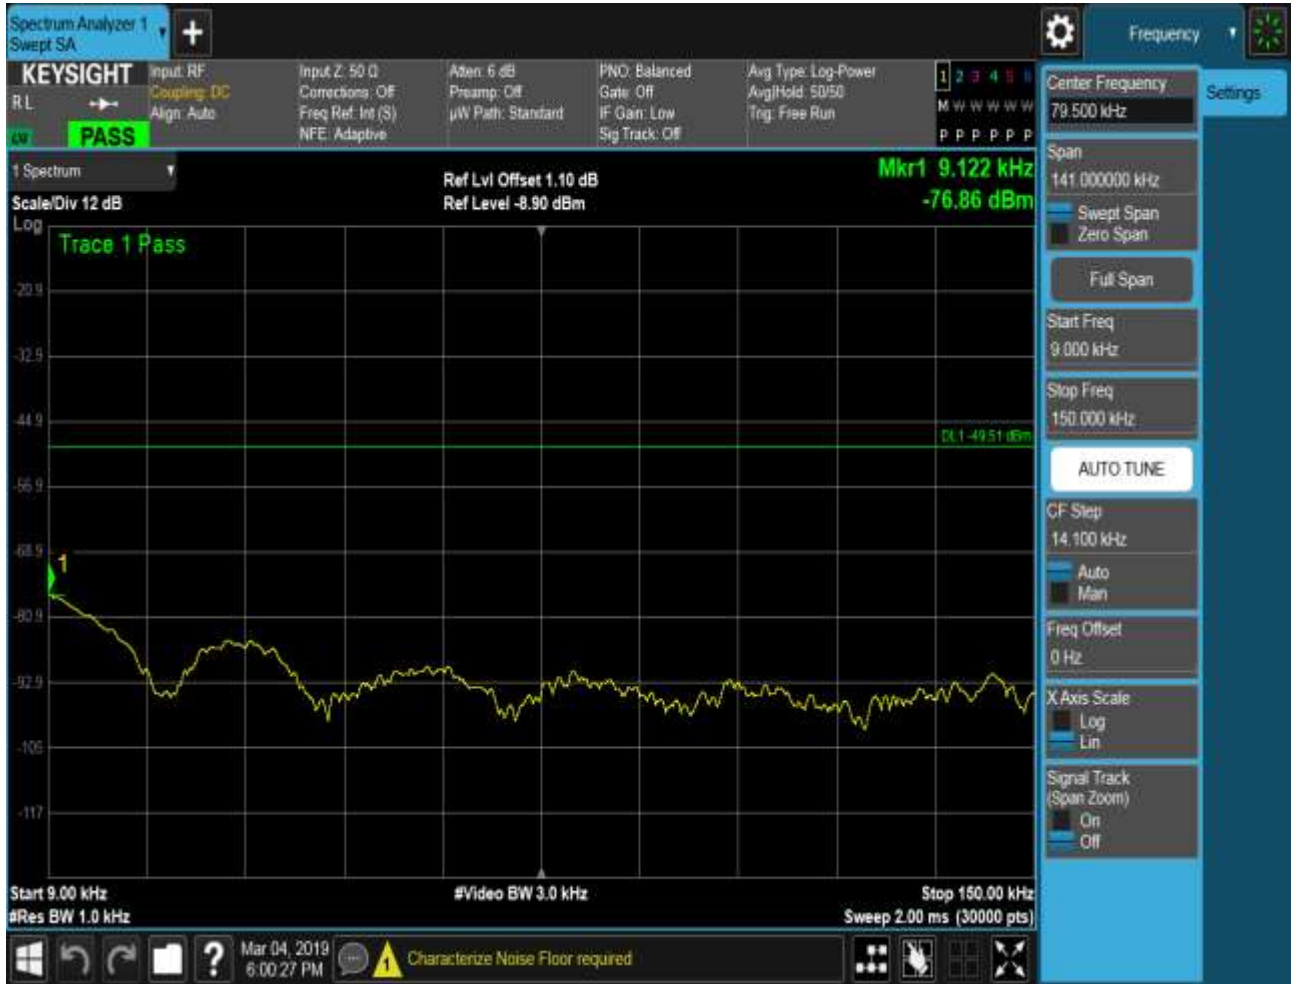 Spectrum Analyzer 1
Swept SA
+
Frequency
KEYSIGHT
RL
PASS
Input: RF
Coupling: DC
Align: Auto
Input Z: 50 Ω
Corrections: Off
Freq Ref: Int (S)
NFE: Adaptive
Atten: 6 dB
Preamp: Off
µW Path: Standard
PNO: Balanced
Gate: Off
IF Gain: Low
Sig Track: Off
Avg Type: Log-Power
Avg|Hold: 50/50
Trig: Free Run
1 2 3 4 5 6
M W W W W W
P P P P P P
Center Frequency
79.500 kHz
Settings
Span
141.000000 kHz
Swept Span
Zero Span
Full Span
Start Freq
9.000 kHz
Stop Freq
150.000 kHz
AUTO TUNE
CF Step
14.100 kHz
Auto
Man
Freq Offset
0 Hz
X Axis Scale
Log
Lin
Signal Track
(Span Zoom)
On
Off
1 Spectrum
Scale/Div 12 dB
Log
Ref Lvl Offset 1.10 dB
Ref Level -8.90 dBm
Mkr1 9.122 kHz
-76.86 dBm
Trace 1 Pass
-20.9
-32.9
-44.9
DL1 -49.51 dBm
-56.9
-68.9
1
-80.9
-92.9
-105
-117
Start 9.00 kHz
#Video BW 3.0 kHz
Stop 150.00 kHz
#Res BW 1.0 kHz
Sweep 2.00 ms (30000 pts)
?
Mar 04, 2019
6:00:27 PM
1
Characterize Noise Floor required